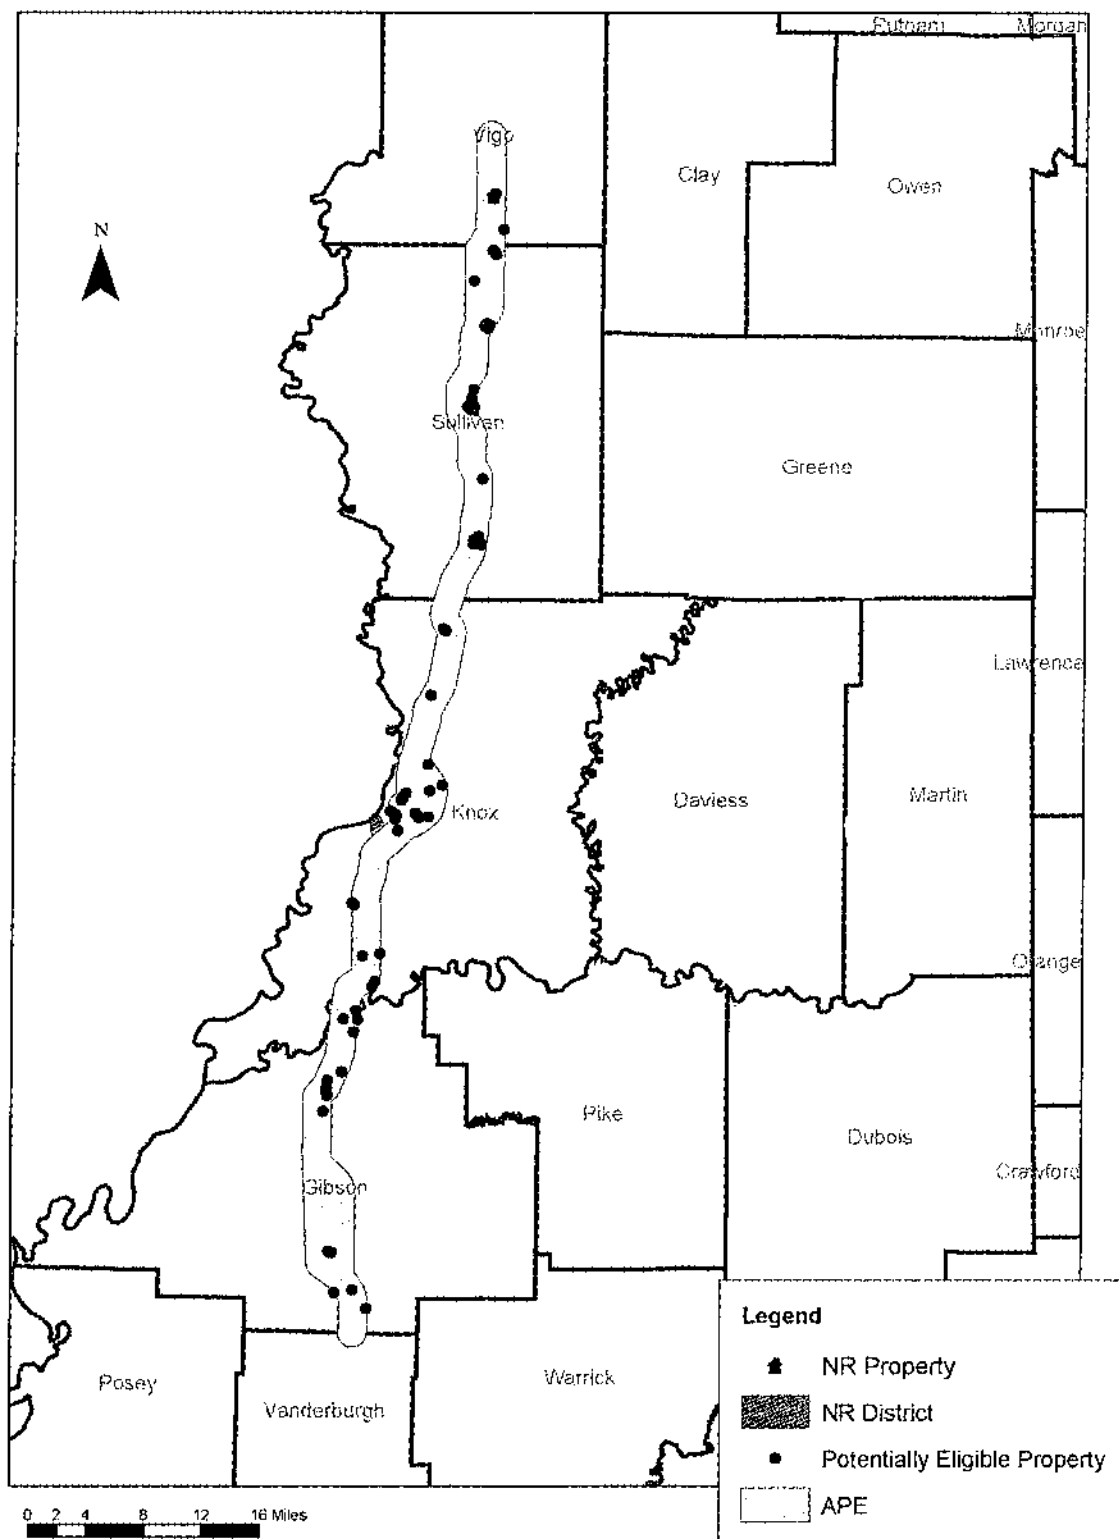 Putnam
Morgan
Vigo
Clay
Owen
N
Monroe
Sullivan
Greene
Lawrence
Knox
Daviess
Martin
Orange
Pike
Dubois
Crawford
Gibson
Posey
Vanderburgh
Warrick
Legend
NR Property
NR District
Potentially Eligible Property
APE
0 2 4 8 12 16 Miles